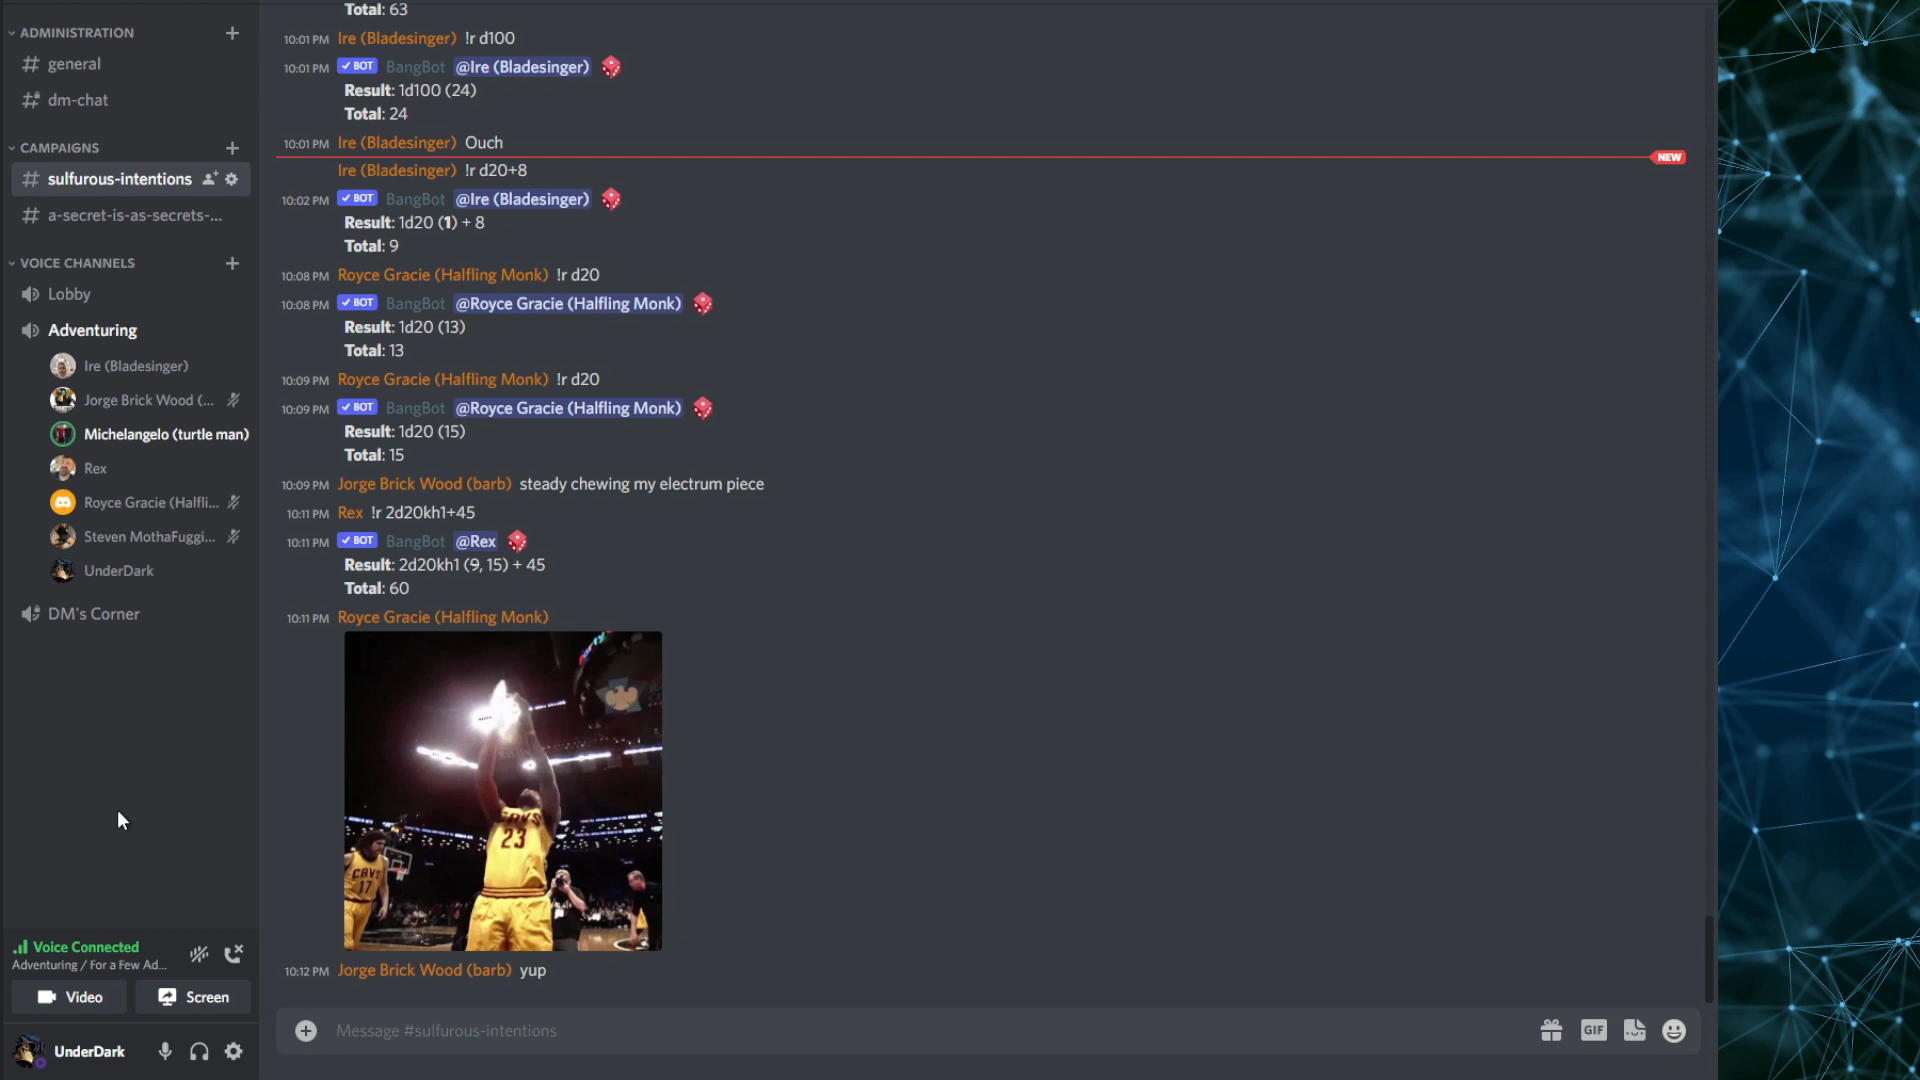 ADMINISTRATION
general
dm-chat
CAMPAIGNS
sulfurous-intentions
a-secret-is-as-secrets-...
VOICE CHANNELS
Lobby
Adventuring
Ire (Bladesinger)
Jorge Brick Wood (...
Michelangelo (turtle man)
Rex
Royce Gracie (Halfli...
Steven MothaFuggi...
UnderDark
DM's Corner
Voice Connected
Adventuring / For a Few Ad...
Video Screen
UnderDark
Total: 63
10:01 PM Ire (Bladesinger) !r d100
10:01 PM BOT BangBot @Ire (Bladesinger)
Result: 1d100 (24)
Total: 24
10:01 PM Ire (Bladesinger) Ouch
NEW
Ire (Bladesinger) !r d20+8
10:02 PM BOT BangBot @Ire (Bladesinger)
Result: 1d20 (1) + 8
Total: 9
10:08 PM Royce Gracie (Halfling Monk) !r d20
10:08 PM BOT BangBot @Royce Gracie (Halfling Monk)
Result: 1d20 (13)
Total: 13
10:09 PM Royce Gracie (Halfling Monk) !r d20
10:09 PM BOT BangBot @Royce Gracie (Halfling Monk)
Result: 1d20 (15)
Total: 15
10:09 PM Jorge Brick Wood (barb) steady chewing my electrum piece
10:11 PM Rex !r 2d20kh1+45
10:11 PM BOT BangBot @Rex
Result: 2d20kh1 (9, 15) + 45
Total: 60
10:11 PM Royce Gracie (Halfling Monk)
CAVS
23
CAVS
17
10:12 PM Jorge Brick Wood (barb) yup
Message #sulfurous-intentions
GIF